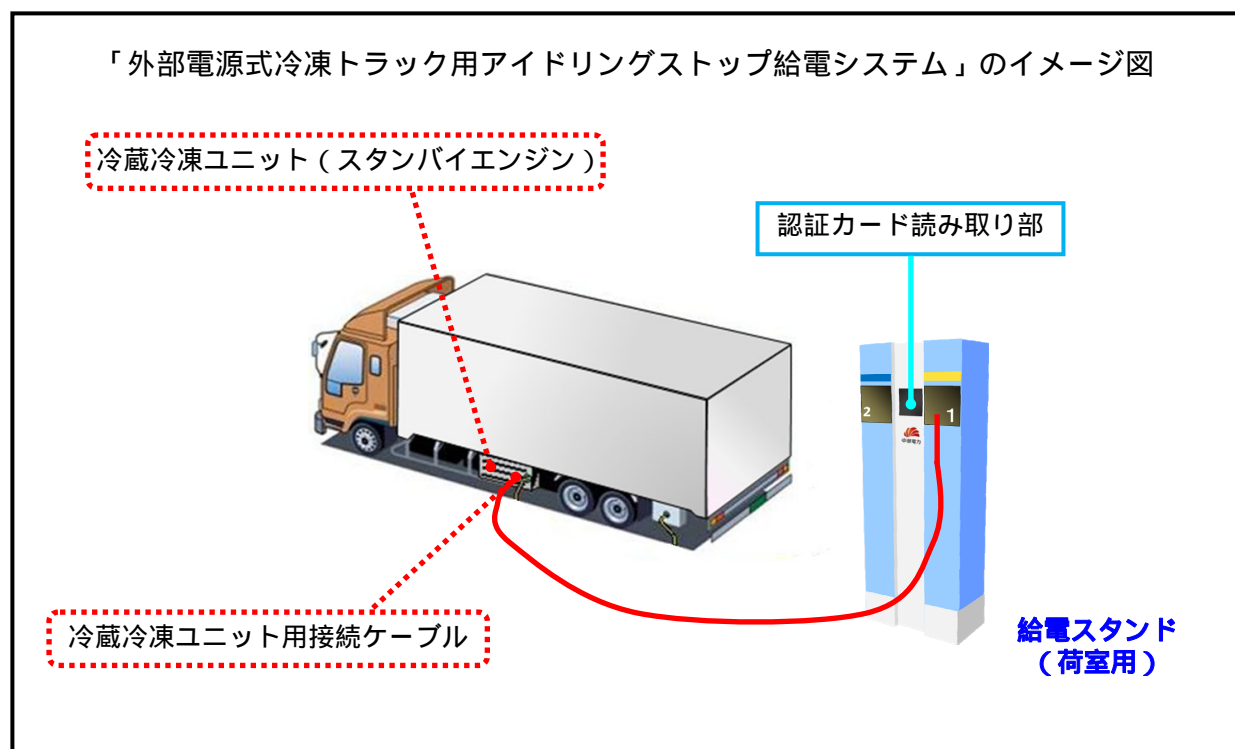 「外部電源式冷凍トラック用アイドリングストップ給電システム」のイメージ図
冷蔵冷凍ユニット(スタンバイエンジン)
認証カード読み取り部
2
1
中部電力
冷蔵冷凍ユニット用接続ケーブル
給電スタンド
(荷室用)